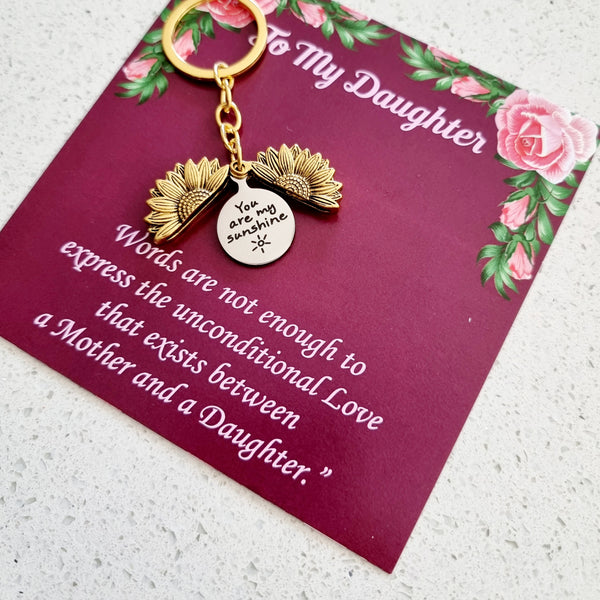 To My Daughter
You
are my
sunshine
Words are not enough to
express the unconditional Love
that exists between
a Mother and a Daughter.”